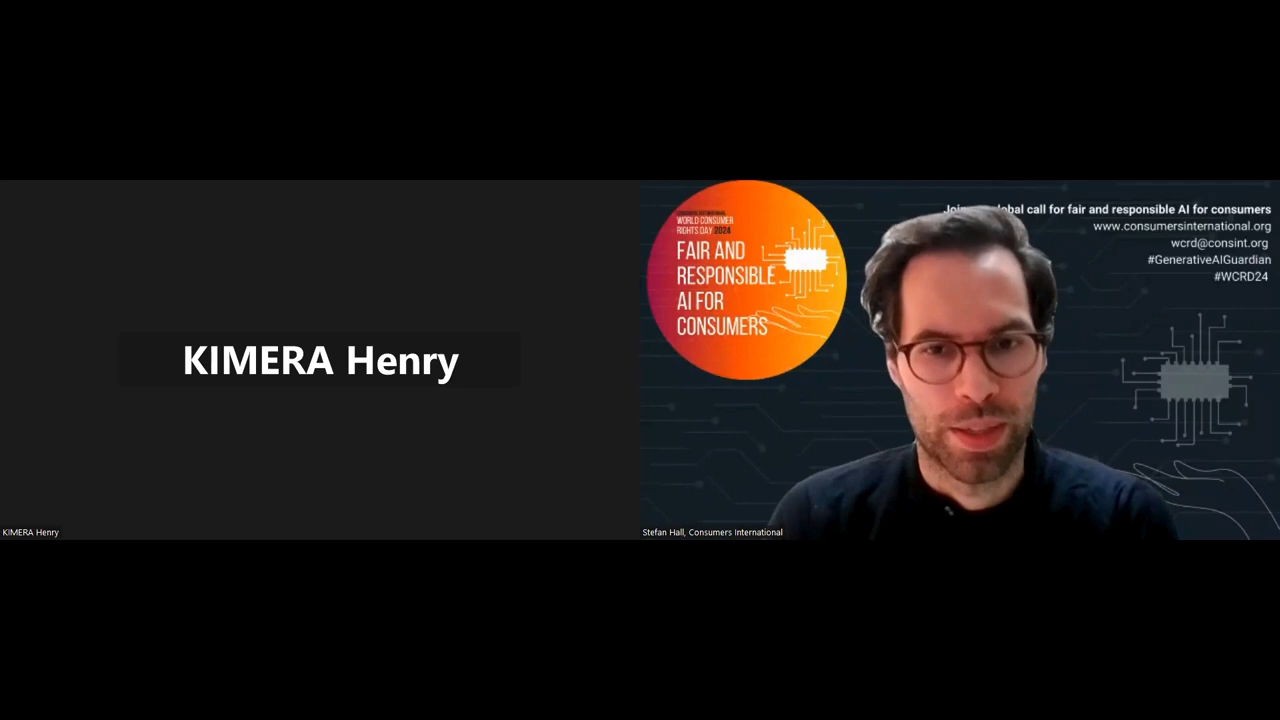 KIMERA Henry
KIMERA Henry
WORLD CONSUMER
RIGHTS DAY 2024
FAIR AND
RESPONSIBLE
AI FOR
CONSUMERS
call for fair and responsible AI for consumers
www.consumersinternational.org
wcrd@consint.org
#GenerativeAIGuardian
#WCRD24
Stefan Hall, Consumers International